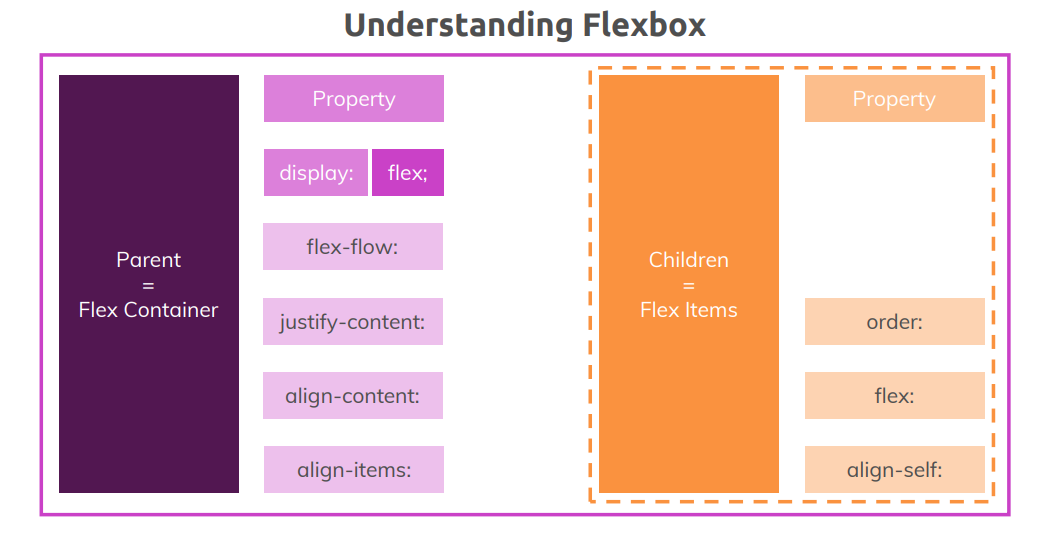 Understanding Flexbox
Parent
=
Flex Container
Property
display: flex;
flex-flow:
justify-content:
align-content:
align-items:
Children
=
Flex Items
Property
order:
flex:
align-self: